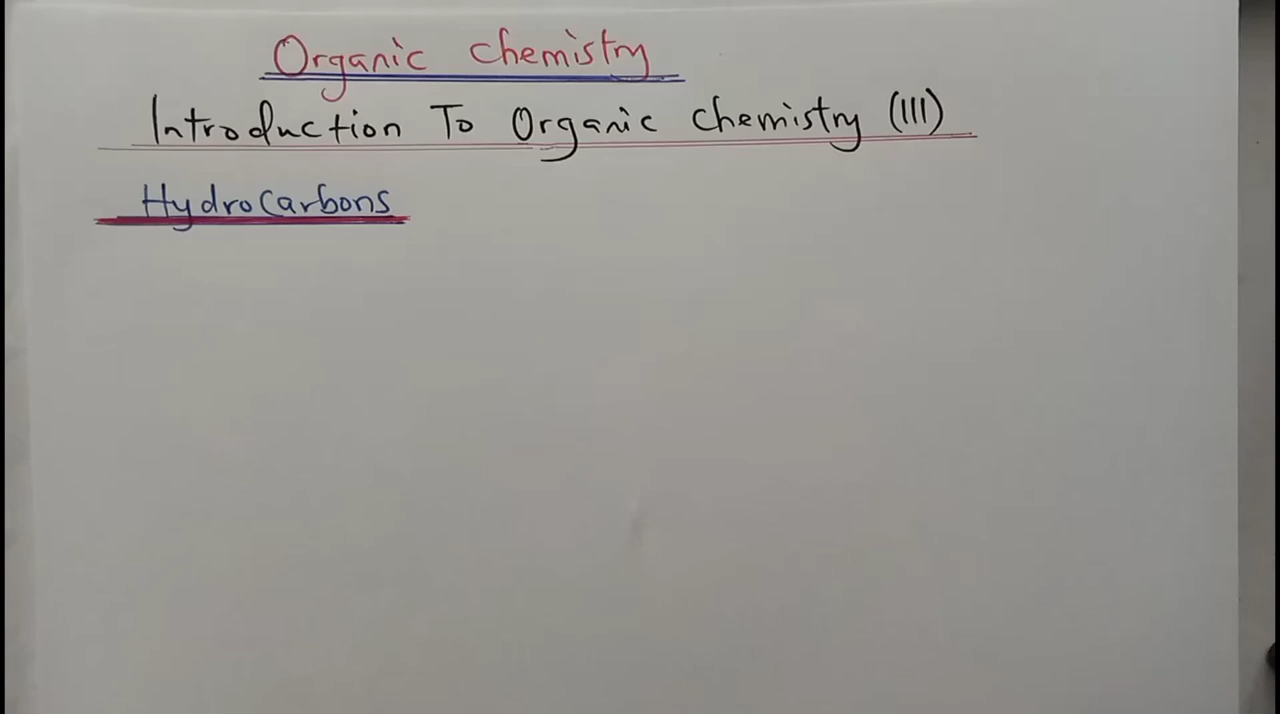 Organic chemistry
Introduction To Organic chemistry (III)
HydroCarbons